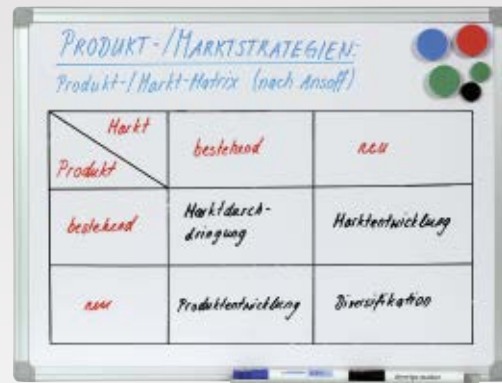 PRODUKT-/MARKTSTRATEGIEN:
Produkt-/Markt-Matrix (nach Ansoff)
Markt
Produkt
bestehend
neu
bestehend
Marktdurch-
dringung
Marktentwicklung
neu
Produktentwicklung
Diversifikation